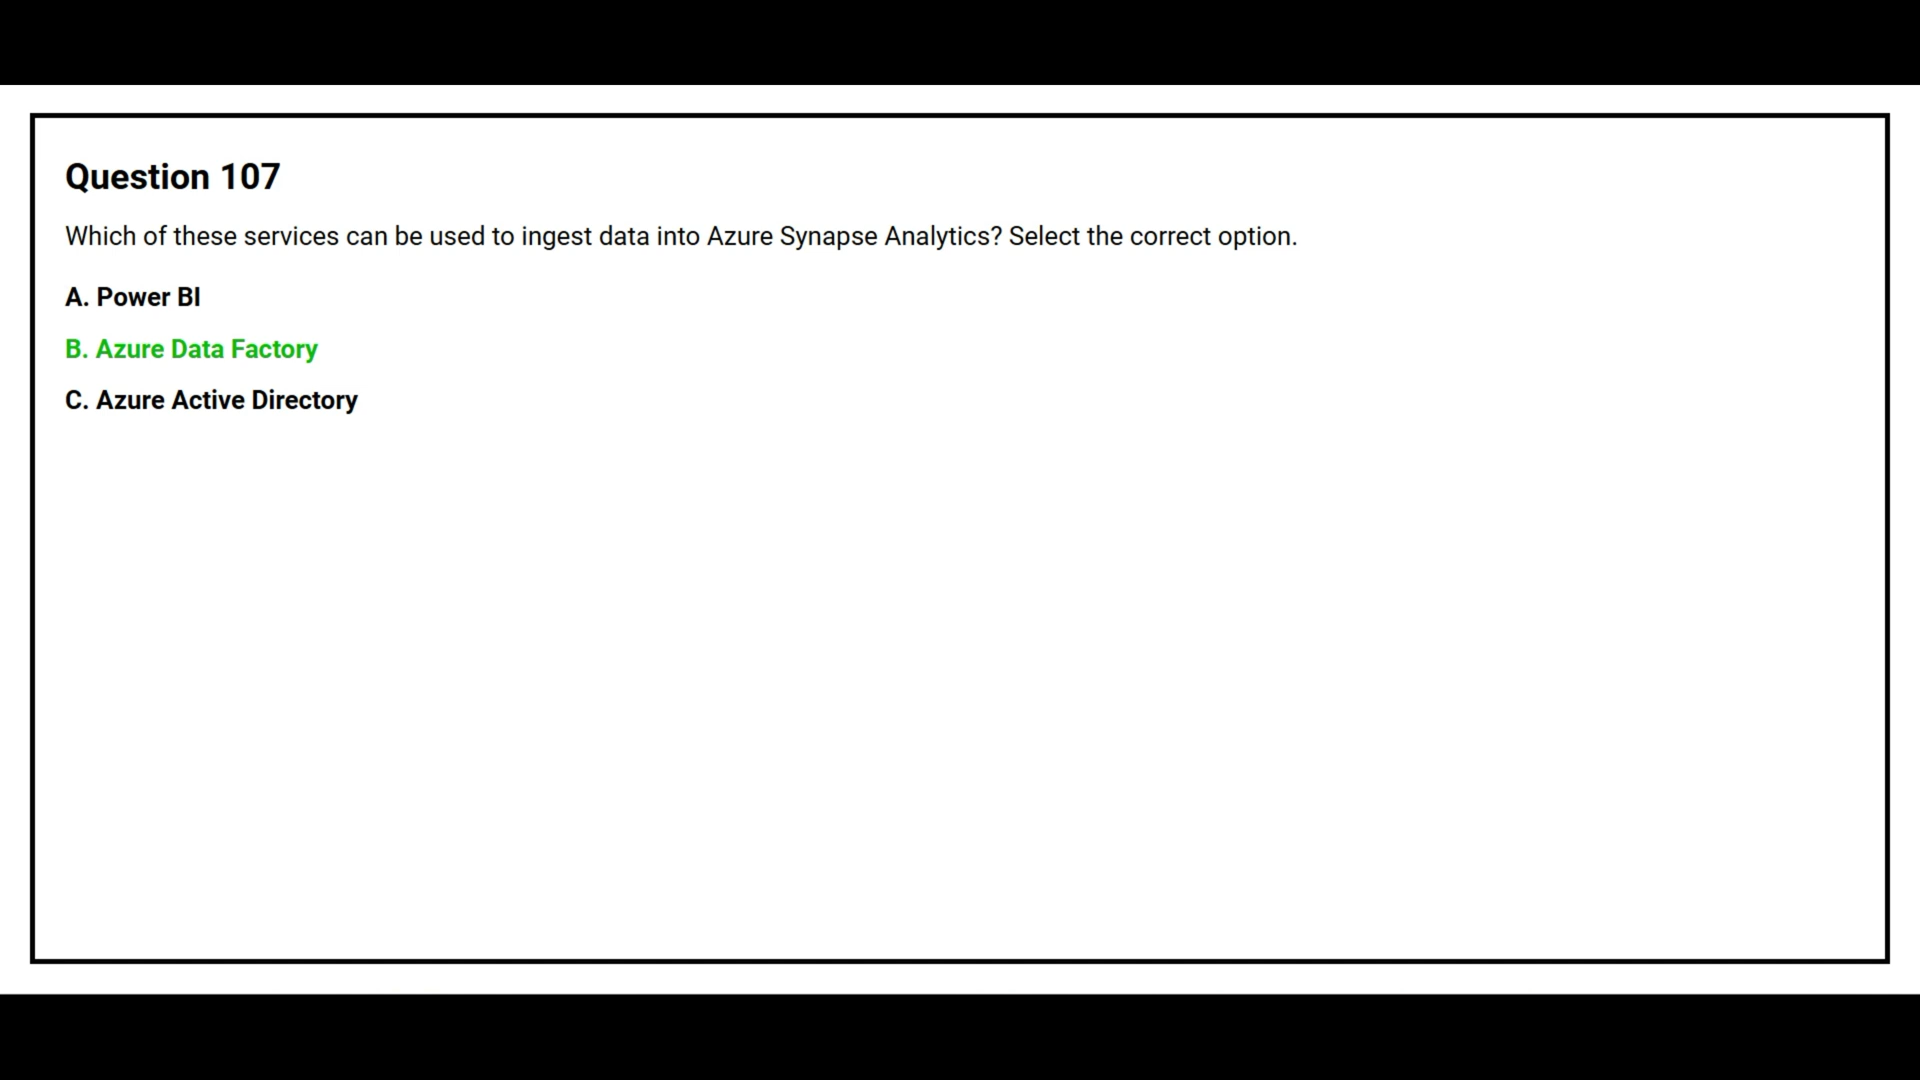 Question 107
Which of these services can be used to ingest data into Azure Synapse Analytics? Select the correct option.
A. Power BI
B. Azure Data Factory
C. Azure Active Directory